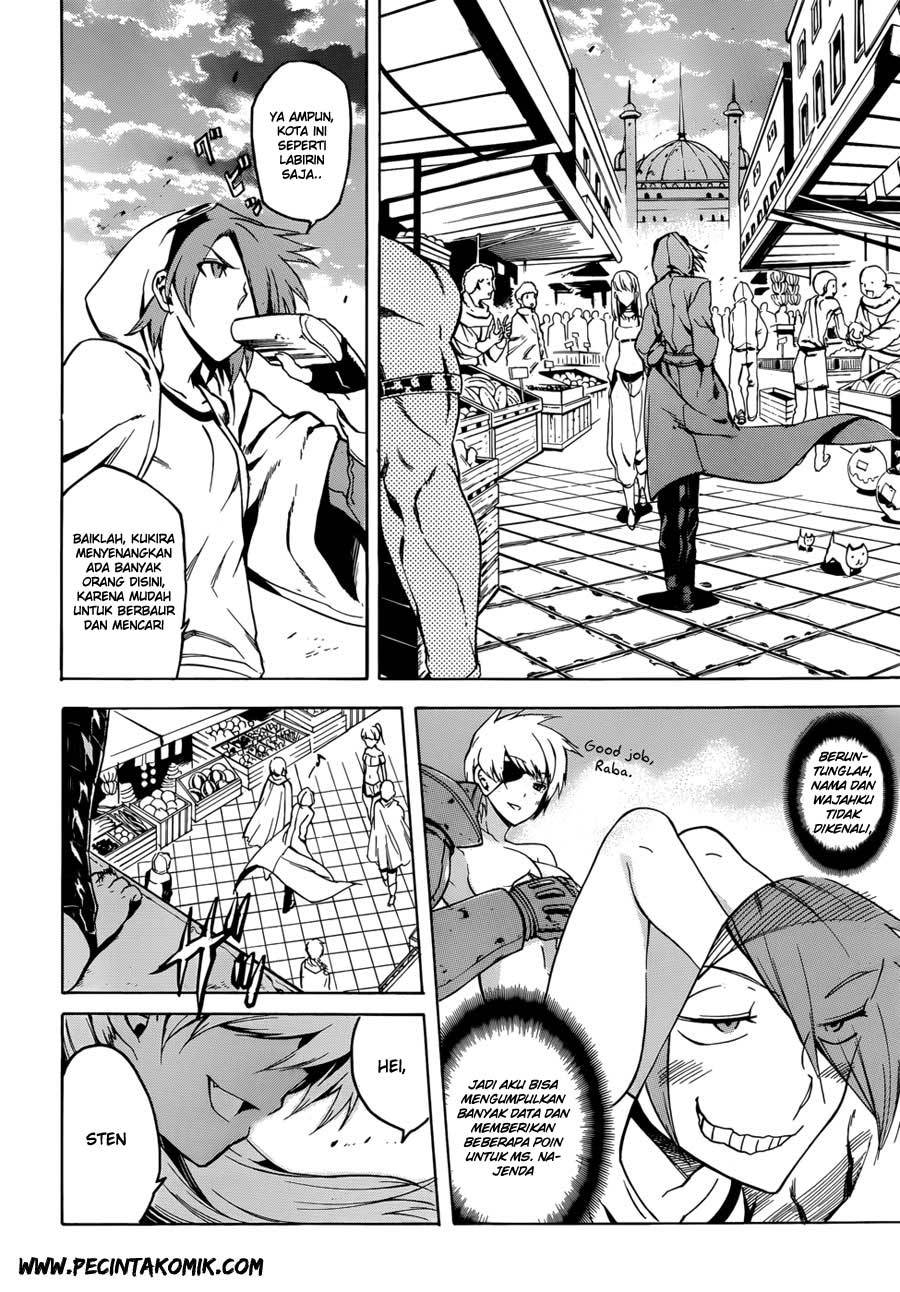 YA AMPUN,
KOTA INI
SEPERTI
LABIRIN
SAJA..
BAIKLAH, KUKIRA
MENYENANGKAN
ADA BANYAK
ORANG DISINI,
KARENA MUDAH
UNTUK BERBAUR
DAN MENCARI
Good job,
Raba.
BERUN-
TUNGLAH,
NAMA DAN
WAJAHKU
TIDAK
DIKENALI,
JADI AKU BISA
MENGUMPULKAN
BANYAK DATA DAN
MEMBERIKAN
BEBERAPA POIN
UNTUK MS. NA-
JENDA
HEI,
STEN
WWW.PECINTAKOMIK.COM